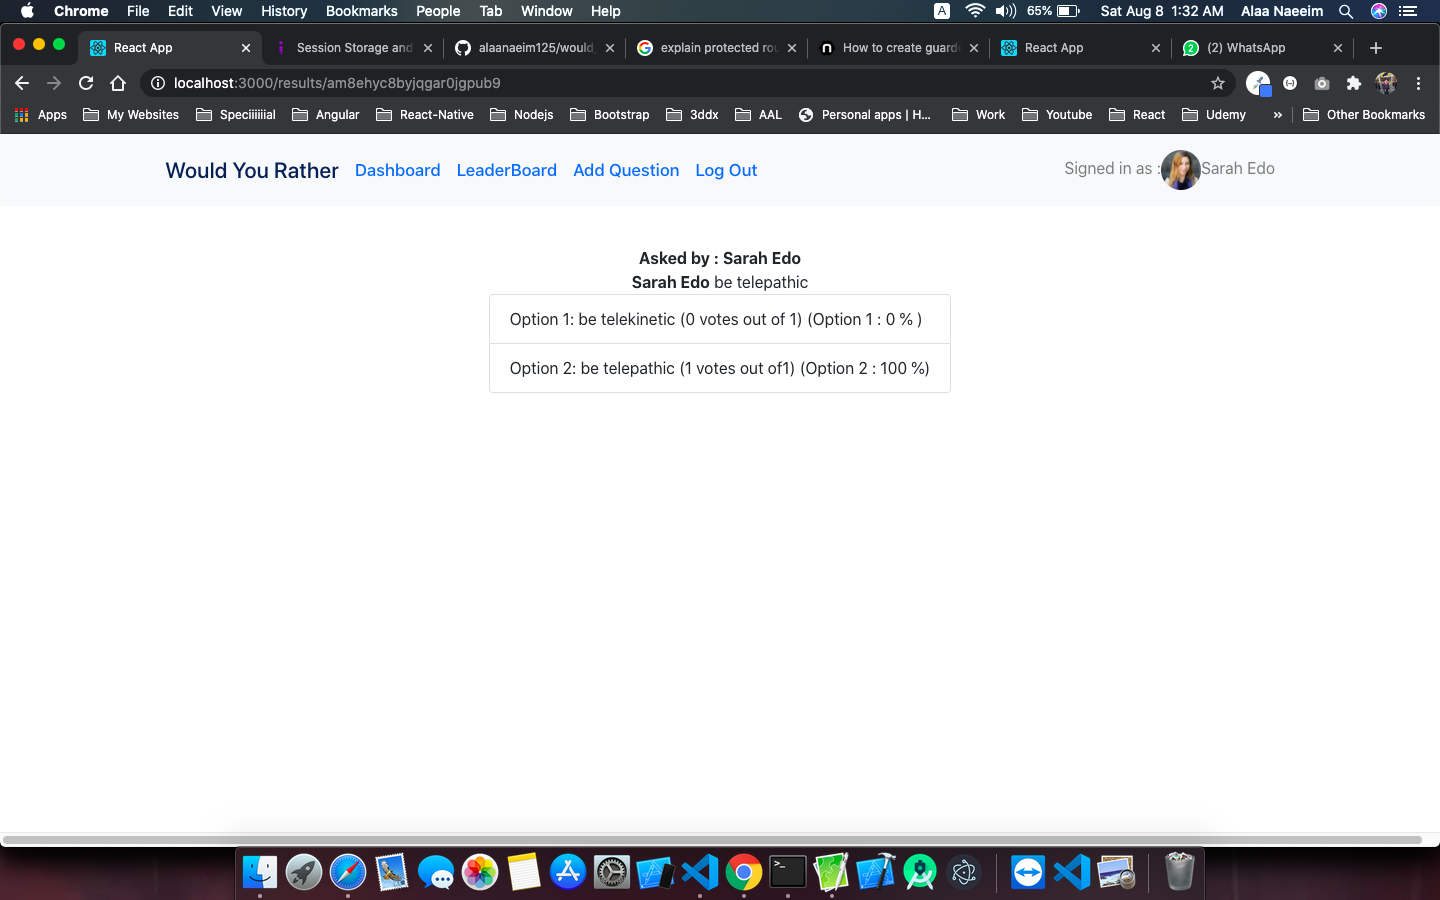 Chrome File Edit View History Bookmarks People Tab Window Help A 65% Sat Aug 8 1:32 AM Alaa Naeeim
React App Session Storage and alaanaeim125/would_ explain protected rou How to create guarde React App (2) WhatsApp
localhost:3000/results/am8ehyc8byjqgar0jgpub9
Apps My Websites Speciiiiiial Angular React-Native Nodejs Bootstrap 3ddx AAL Personal apps | H... Work Youtube React Udemy » Other Bookmarks
Would You Rather Dashboard LeaderBoard Add Question Log Out Signed in as : Sarah Edo
Asked by : Sarah Edo
Sarah Edo be telepathic
Option 1: be telekinetic (0 votes out of 1) (Option 1 : 0 % )
Option 2: be telepathic (1 votes out of1) (Option 2 : 100 %)